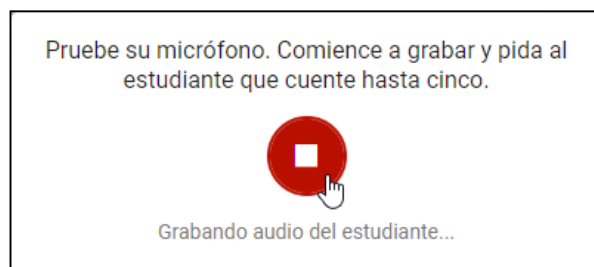 Pruebe su micrófono. Comience a grabar y pida al
estudiante que cuente hasta cinco.
Grabando audio del estudiante...